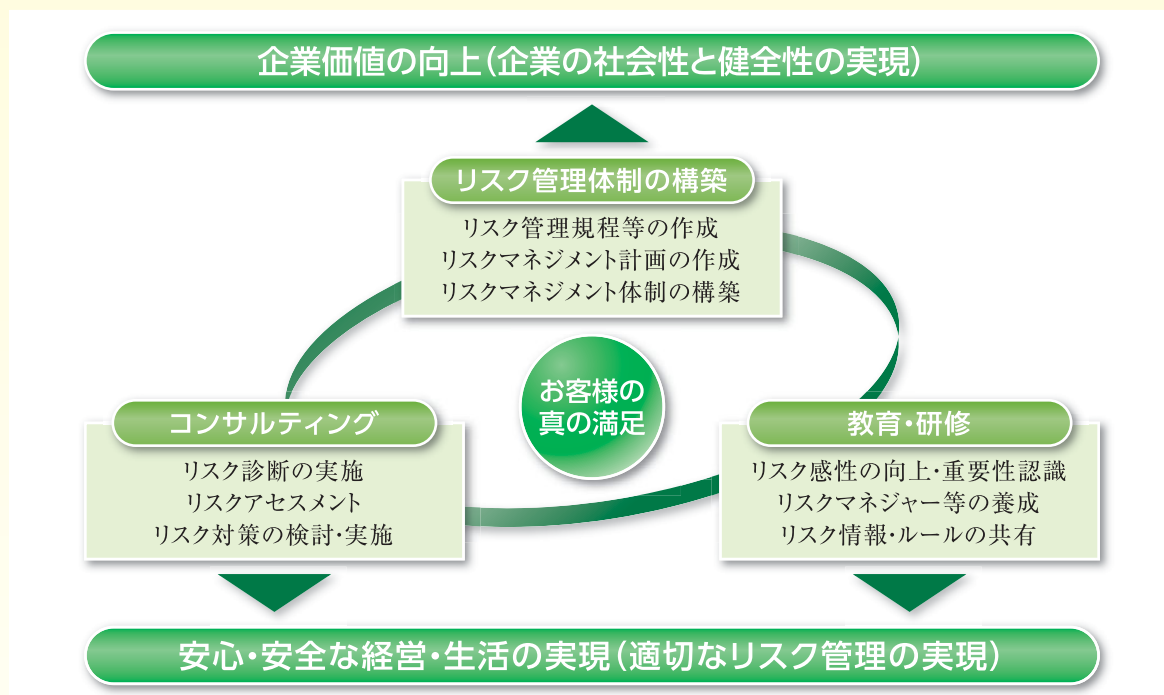 企業価値の向上（企業の社会性と健全性の実現）
リスク管理体制の構築
リスク管理規程等の作成
リスクマネジメント計画の作成
リスクマネジメント体制の構築
お客様の
真の満足
コンサルティング
リスク診断の実施
リスクアセスメント
リスク対策の検討・実施
教育・研修
リスク感性の向上・重要性認識
リスクマネジャー等の養成
リスク情報・ルールの共有
安心・安全な経営・生活の実現（適切なリスク管理の実現）